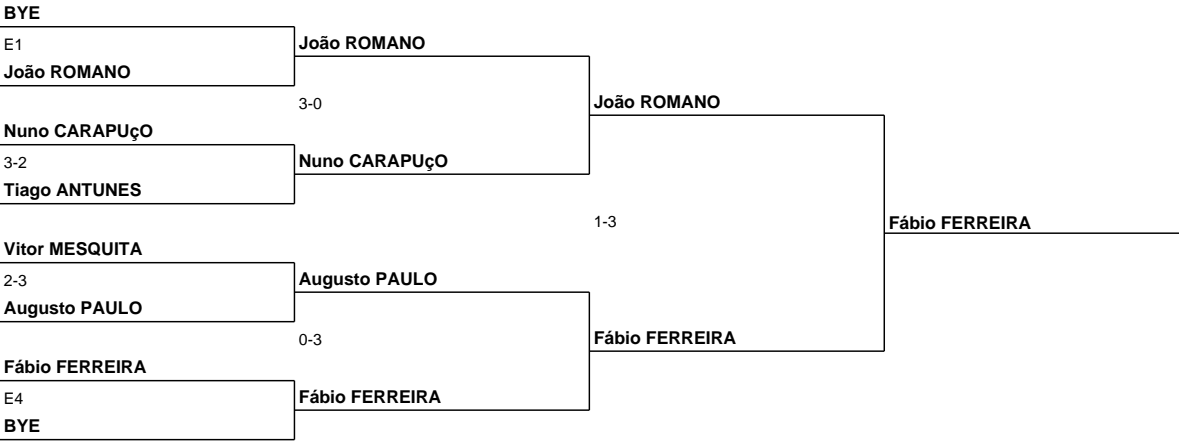 BYE
E1
João ROMANO
João ROMANO
3-0
João ROMANO
Nuno CARAPUçO
3-2
Nuno CARAPUçO
Tiago ANTUNES
1-3
Fábio FERREIRA
Vitor MESQUITA
2-3
Augusto PAULO
Augusto PAULO
0-3
Fábio FERREIRA
Fábio FERREIRA
E4
Fábio FERREIRA
BYE